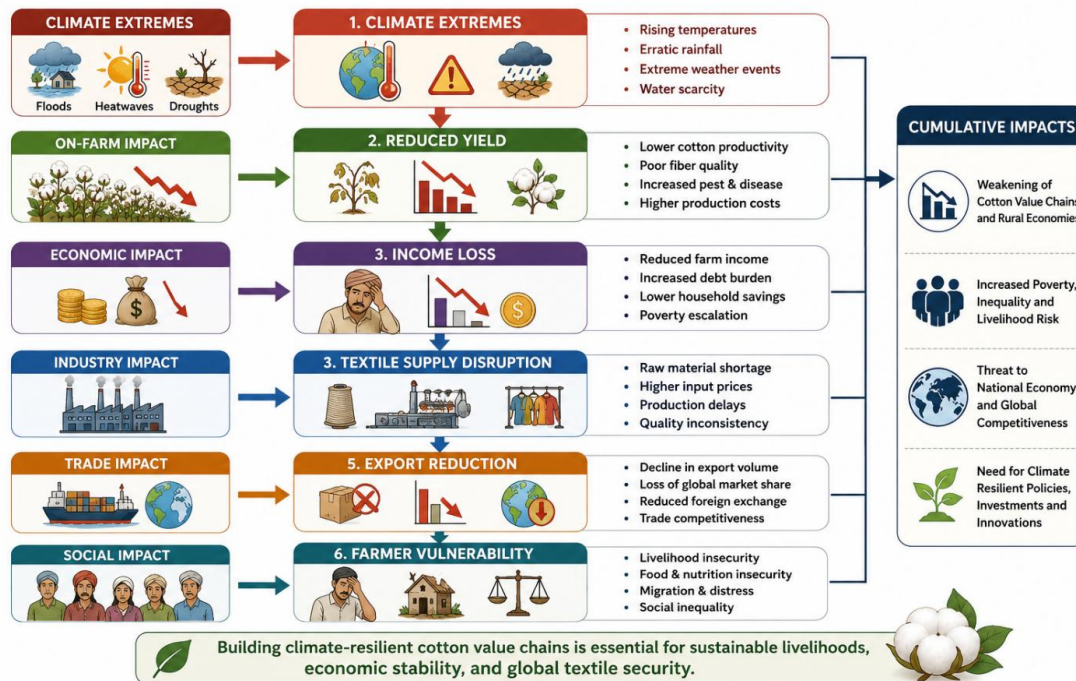 CLIMATE EXTREMES
Floods
Heatwaves
Droughts
1. CLIMATE EXTREMES
• Rising temperatures
• Erratic rainfall
• Extreme weather events
• Water scarcity
ON-FARM IMPACT
2. REDUCED YIELD
• Lower cotton productivity
• Poor fiber quality
• Increased pest & disease
• Higher production costs
ECONOMIC IMPACT
$
3. INCOME LOSS
$
• Reduced farm income
• Increased debt burden
• Lower household savings
• Poverty escalation
INDUSTRY IMPACT
3. TEXTILE SUPPLY DISRUPTION
• Raw material shortage
• Higher input prices
• Production delays
• Quality inconsistency
TRADE IMPACT
5. EXPORT REDUCTION
• Decline in export volume
• Loss of global market share
• Reduced foreign exchange
• Trade competitiveness
SOCIAL IMPACT
6. FARMER VULNERABILITY
• Livelihood insecurity
• Food & nutrition insecurity
• Migration & distress
• Social inequality
CUMULATIVE IMPACTS
Weakening of
Cotton Value Chains
and Rural Economies
Increased Poverty,
Inequality and
Livelihood Risk
Threat to
National Economy
and Global
Competitiveness
Need for Climate
Resilient Policies,
Investments and
Innovations
Building climate-resilient cotton value chains is essential for sustainable livelihoods,
economic stability, and global textile security.